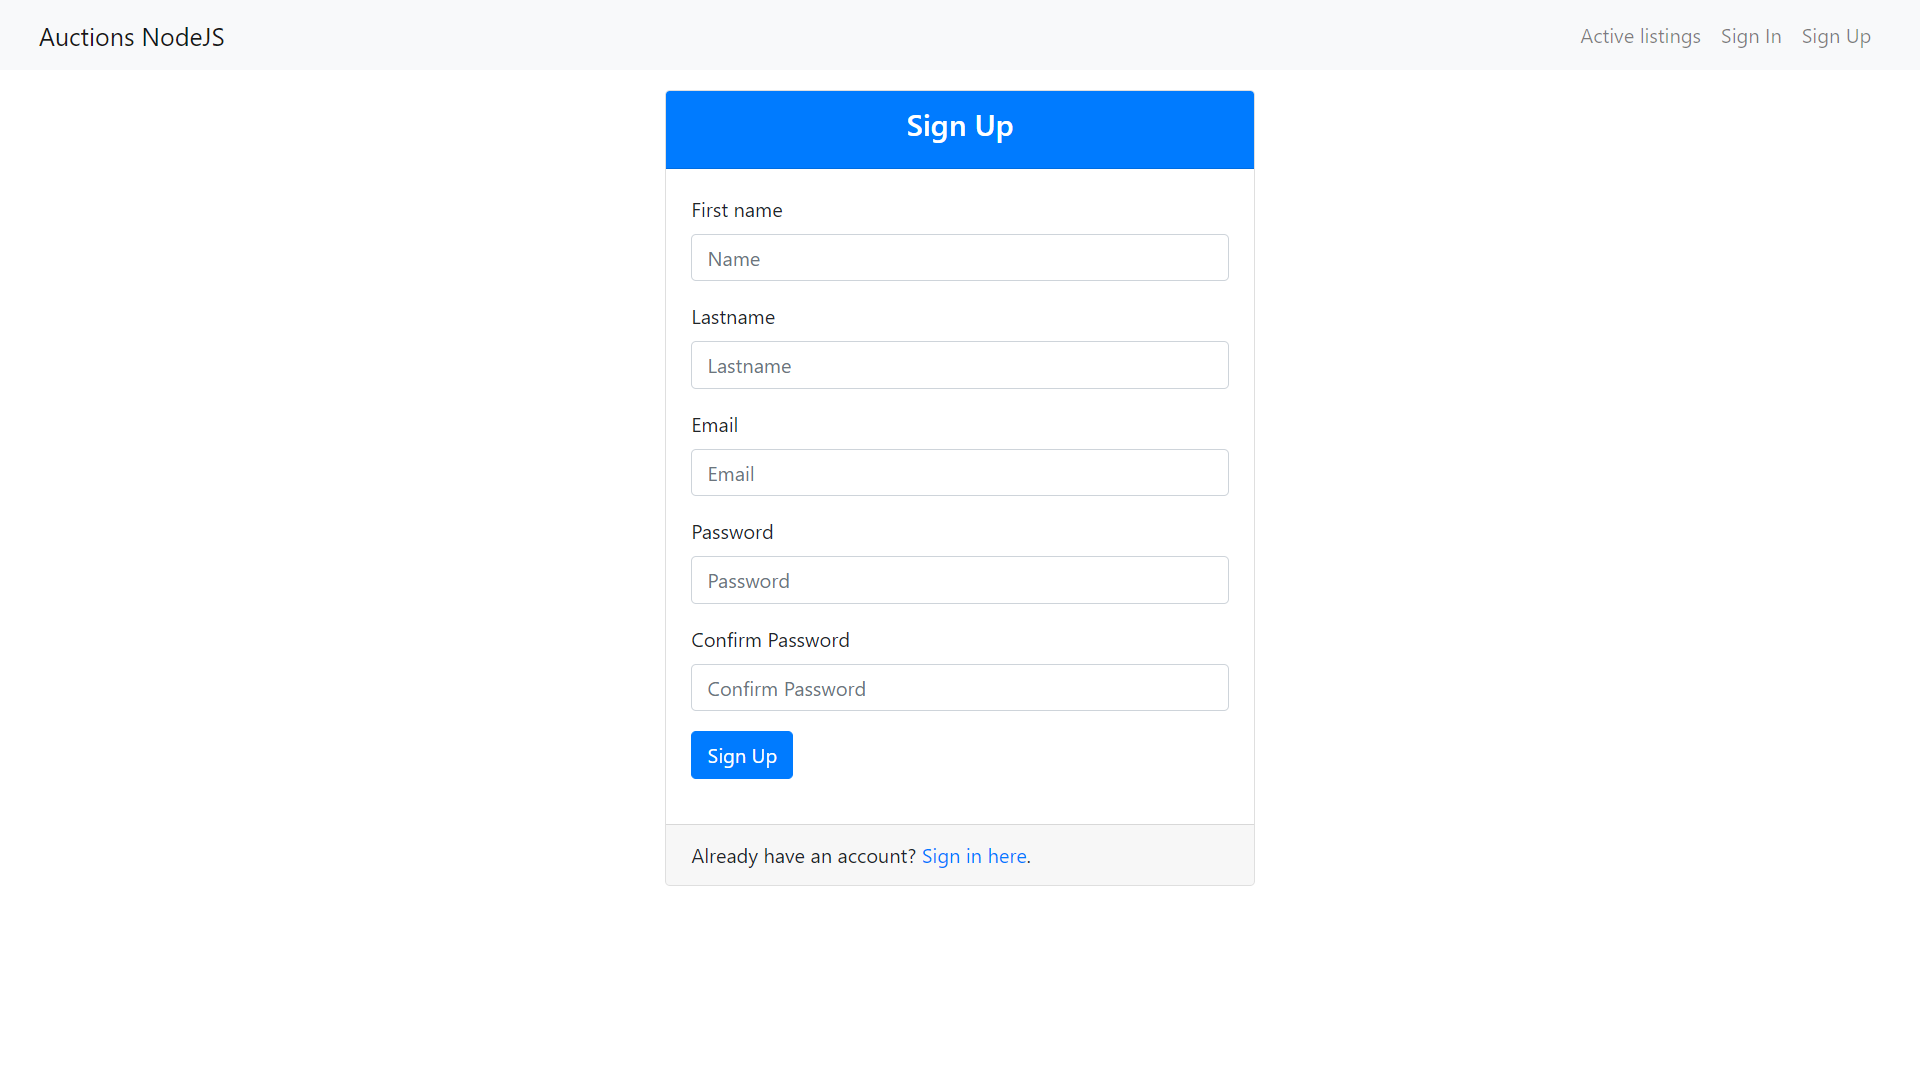 Auctions NodeJS
Active listings Sign In Sign Up
Sign Up
First name
Name
Lastname
Lastname
Email
Email
Password
Password
Confirm Password
Confirm Password
Sign Up
Already have an account? Sign in here.